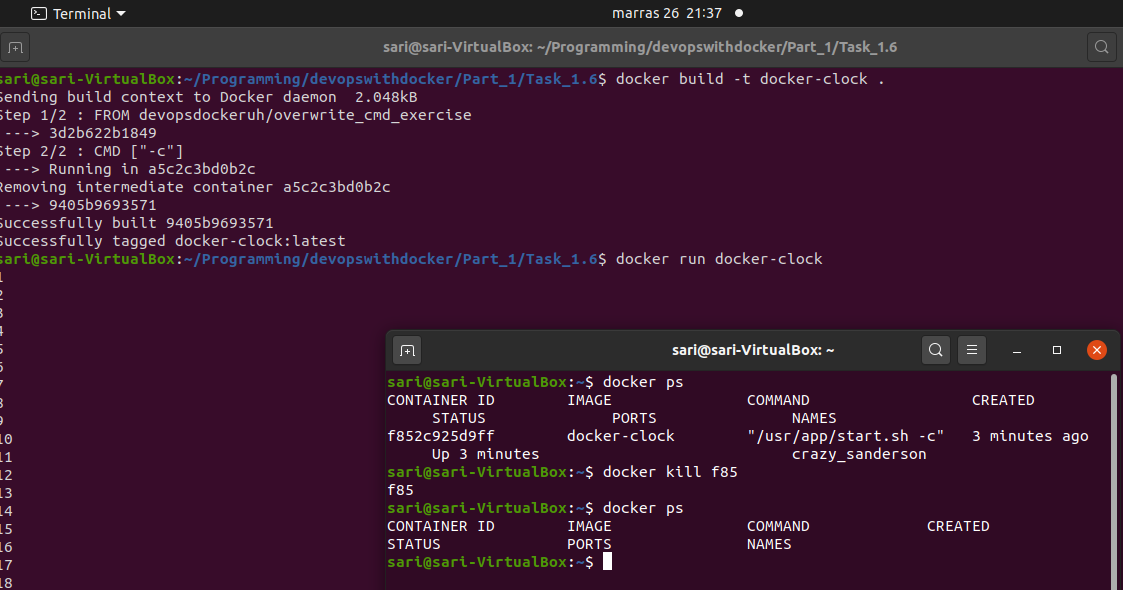 Terminal
marras 26 21:37
sari@sari-VirtualBox: ~/Programming/devopswithdocker/Part_1/Task_1.6
sari@sari-VirtualBox:~/Programming/devopswithdocker/Part_1/Task_1.6$ docker build -t docker-clock .
Sending build context to Docker daemon  2.048kB
Step 1/2 : FROM devopsdockeruh/overwrite_cmd_exercise
---> 3d2b622b1849
Step 2/2 : CMD ["-c"]
---> Running in a5c2c3bd0b2c
Removing intermediate container a5c2c3bd0b2c
---> 9405b9693571
Successfully built 9405b9693571
Successfully tagged docker-clock:latest
sari@sari-VirtualBox:~/Programming/devopswithdocker/Part_1/Task_1.6$ docker run docker-clock
1
2
3
4
5
6
7
8
9
10
11
12
13
14
15
16
17
18
sari@sari-VirtualBox: ~
sari@sari-VirtualBox:~$ docker ps
CONTAINER ID        IMAGE               COMMAND                  CREATED
STATUS              PORTS               NAMES
f852c925d9ff        docker-clock        "/usr/app/start.sh -c"   3 minutes ago
Up 3 minutes                            crazy_sanderson
sari@sari-VirtualBox:~$ docker kill f85
f85
sari@sari-VirtualBox:~$ docker ps
CONTAINER ID        IMAGE               COMMAND             CREATED
STATUS              PORTS               NAMES
sari@sari-VirtualBox:~$